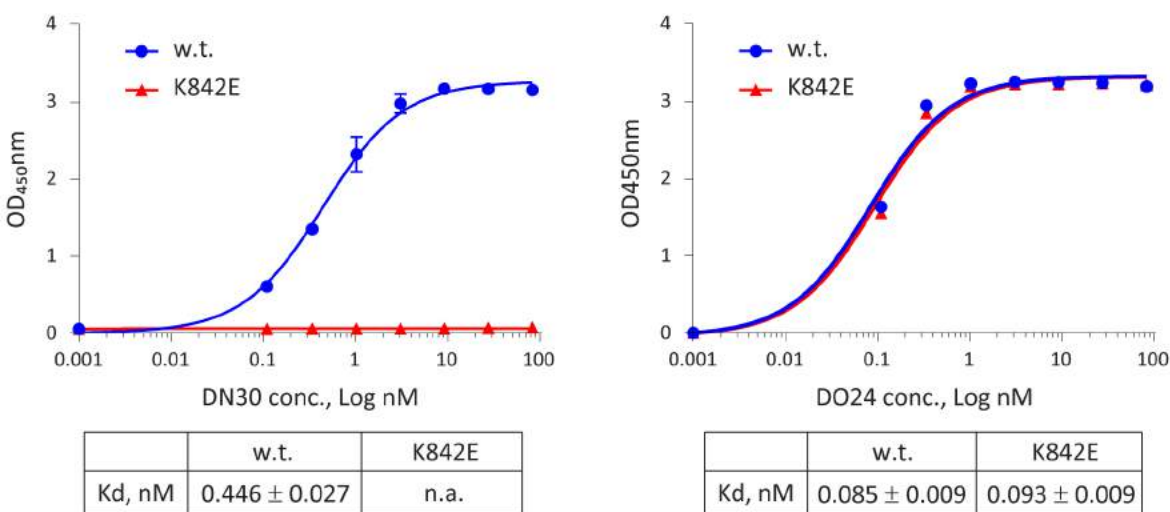 4
3
2
1
0
OD₄₅₀nm
w.t.
K842E
0.001 0.01 0.1 1 10 100
DN30 conc., Log nM
w.t. K842E
Kd, nM 0.446 ± 0.027 n.a.
4
3
2
1
0
OD450nm
w.t.
K842E
0.001 0.01 0.1 1 10 100
DO24 conc., Log nM
w.t. K842E
Kd, nM 0.085 ± 0.009 0.093 ± 0.009